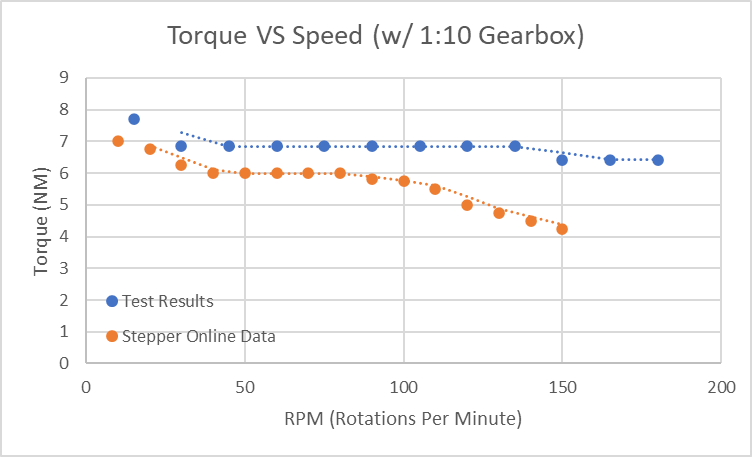 Torque VS Speed (w/ 1:10 Gearbox)
9
8
7
6
5
4
3
2
1
0
Torque (NM)
Test Results
Stepper Online Data
0 50 100 150 200
RPM (Rotations Per Minute)